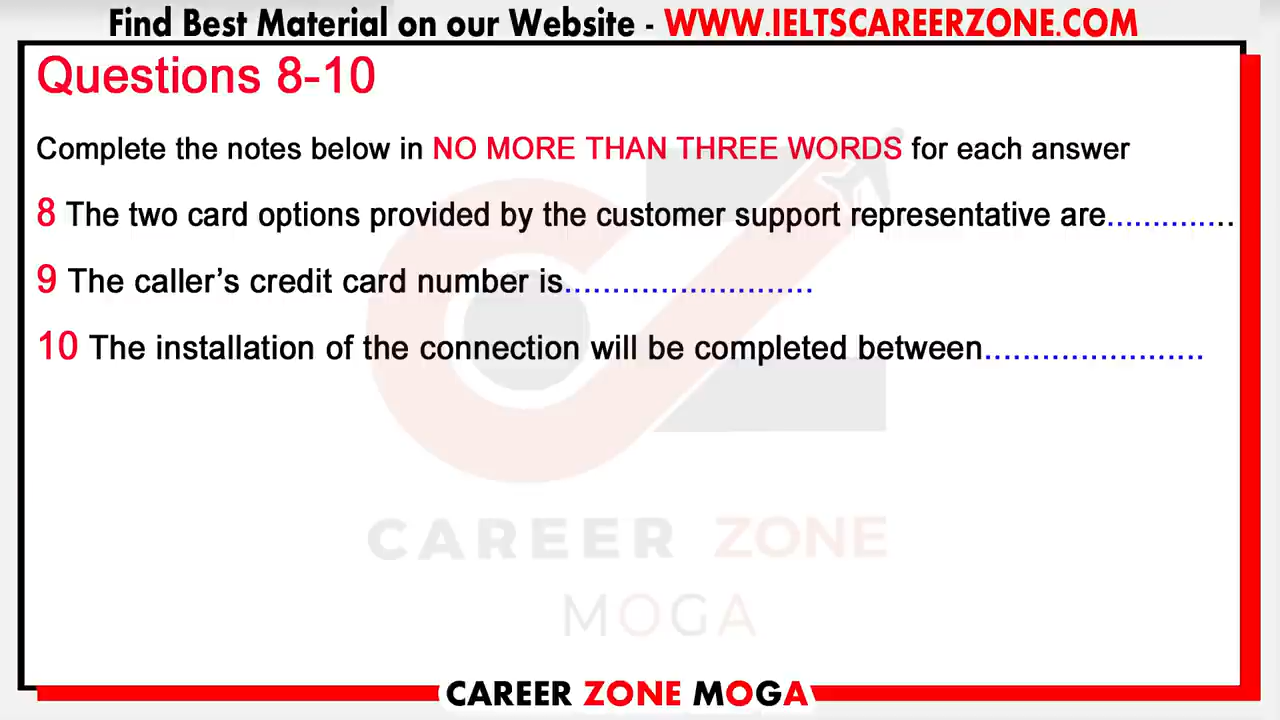 Find Best Material on our Website - WWW.IELTSCAREERZONE.COM
Questions 8-10
Complete the notes below in NO MORE THAN THREE WORDS for each answer
8 The two card options provided by the customer support representative are..............
9 The caller’s credit card number is..........................
10 The installation of the connection will be completed between.......................
CAREER ZONE
MOGA
CAREER ZONE MOGA